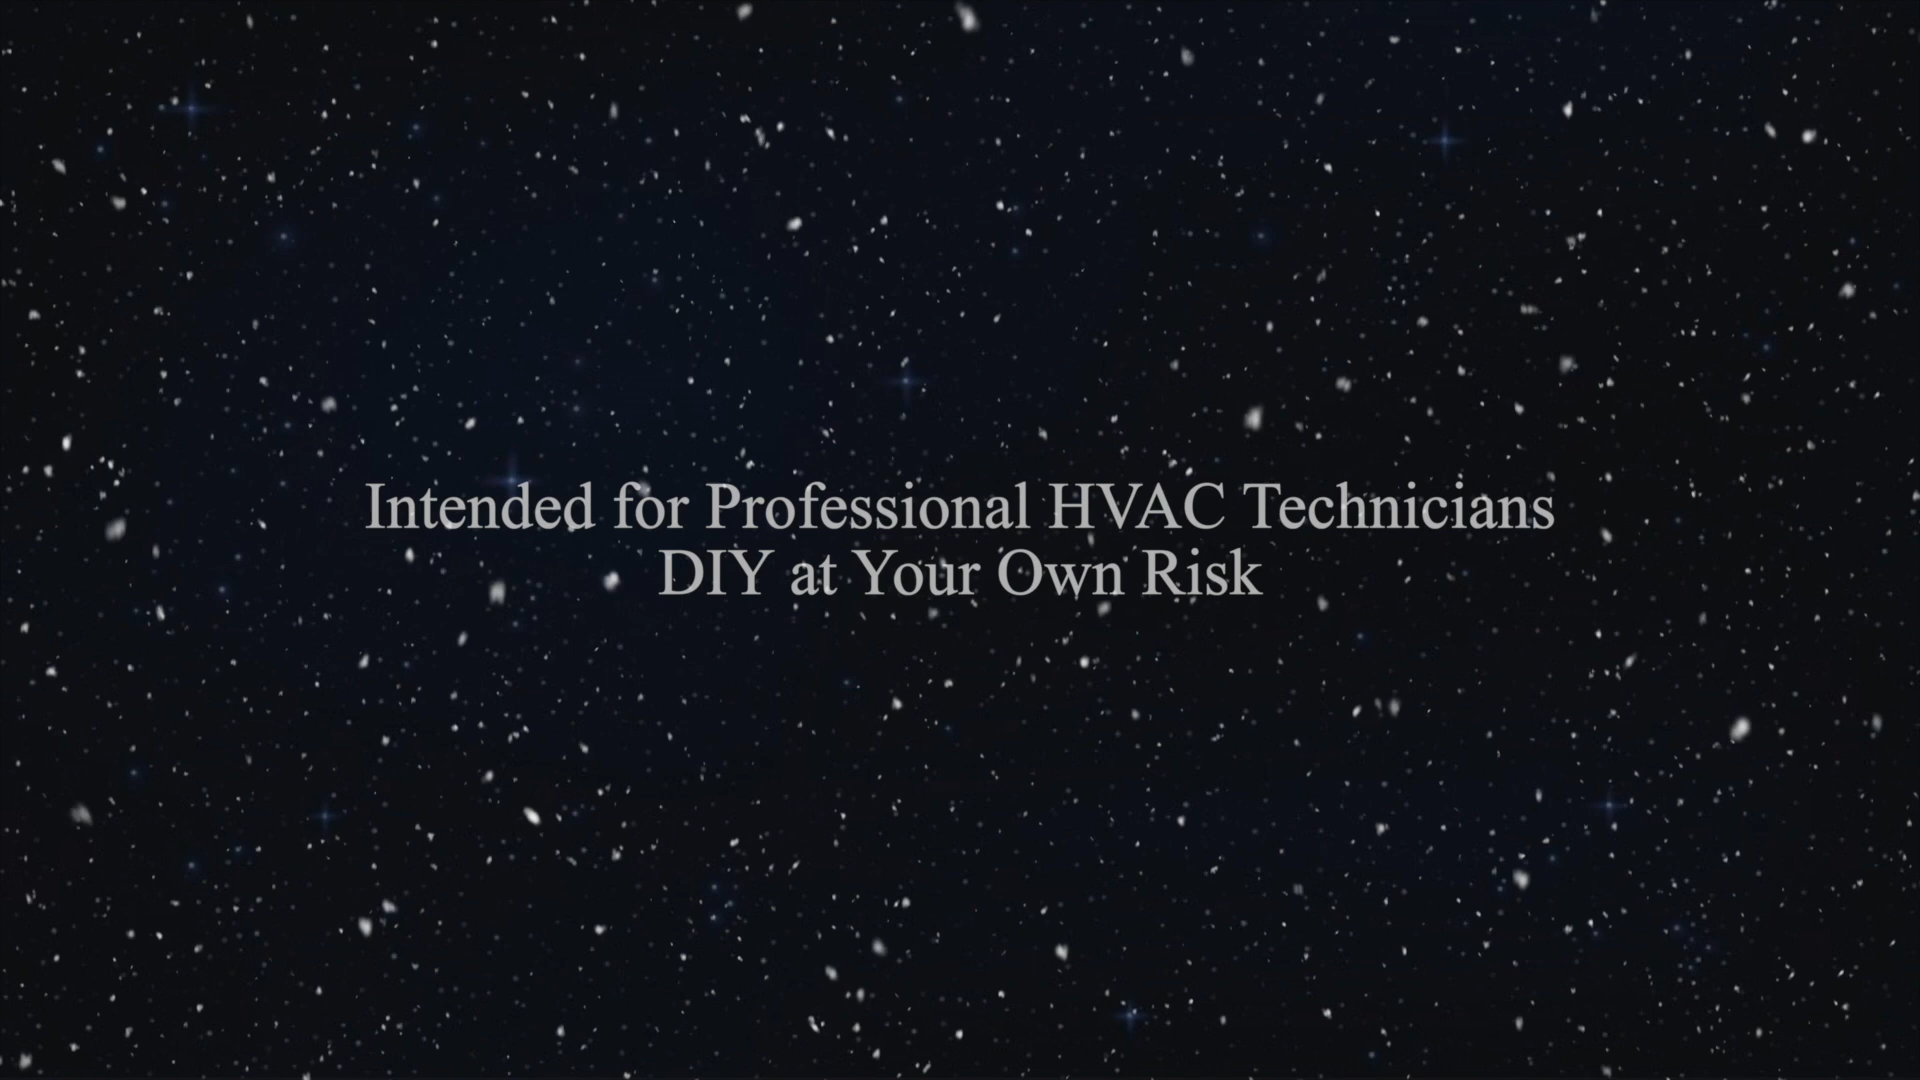 Intended for Professional HVAC Technicians
DIY at Your Own Risk